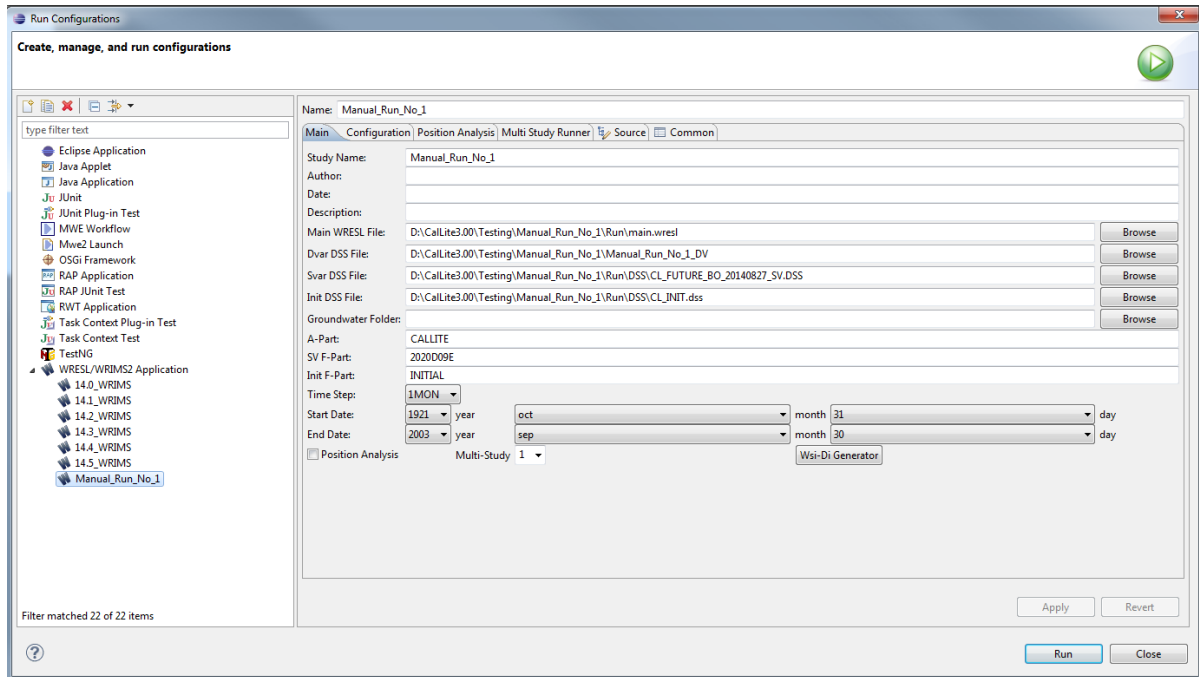 Run Configurations
Create, manage, and run configurations
type filter text
Eclipse Application
Java Applet
Java Application
JUnit
JUnit Plug-in Test
MWE Workflow
Mwe2 Launch
OSGi Framework
RAP Application
RAP JUnit Test
RWT Application
Task Context Plug-in Test
Task Context Test
TestNG
WRESL/WRIMS2 Application
14.0_WRIMS
14.1_WRIMS
14.2_WRIMS
14.3_WRIMS
14.4_WRIMS
14.5_WRIMS
Manual_Run_No_1
Filter matched 22 of 22 items
Name: Manual_Run_No_1
Main Configuration Position Analysis Multi Study Runner Source Common
Study Name: Manual_Run_No_1
Author:
Date:
Description:
Main WRESL File: D:\CalLite3.00\Testing\Manual_Run_No_1\Run\main.wresl Browse
Dvar DSS File: D:\CalLite3.00\Testing\Manual_Run_No_1\Manual_Run_No_1_DV Browse
Svar DSS File: D:\CalLite3.00\Testing\Manual_Run_No_1\Run\DSS\CL_FUTURE_BO_20140827_SV.DSS Browse
Init DSS File: D:\CalLite3.00\Testing\Manual_Run_No_1\Run\DSS\CL_INIT.dss Browse
Groundwater Folder: Browse
A-Part: CALLITE
SV F-Part: 2020D09E
Init F-Part: INITIAL
Time Step: 1MON
Start Date: 1921 year oct month 31 day
End Date: 2003 year sep month 30 day
Position Analysis Multi-Study 1 Wsi-Di Generator
Apply Revert
Run Close